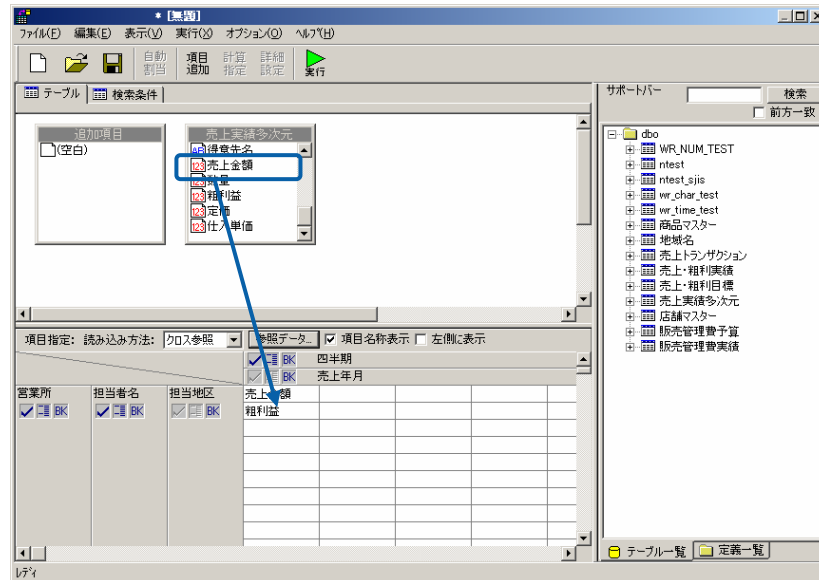 * [無題]
ファイル(F) 編集(E) 表示(V) 実行(X) オプション(O) ヘルプ(H)
自動割当 項目追加 計算指定 詳細設定 実行
テーブル 検索条件
追加項目
(空白)
売上実績多次元
得意先名
売上金額
数量
粗利益
定価
仕入単価
項目指定: 読み込み方法: クロス参照 参照データ... 項目名称表示 左側に表示
BK 四半期
BK 売上年月
営業所 担当者名 担当地区 売上金額
BK BK BK 粗利益
サポートバー 検索
前方一致
dbo
WR_NUM_TEST
ntest
ntest_sjis
wr_char_test
wr_time_test
商品マスター
地域名
売上トランザクション
売上・粗利実績
売上・粗利目標
売上実績多次元
店舗マスター
販売管理費予算
販売管理費実績
テーブル一覧 定義一覧
レディ